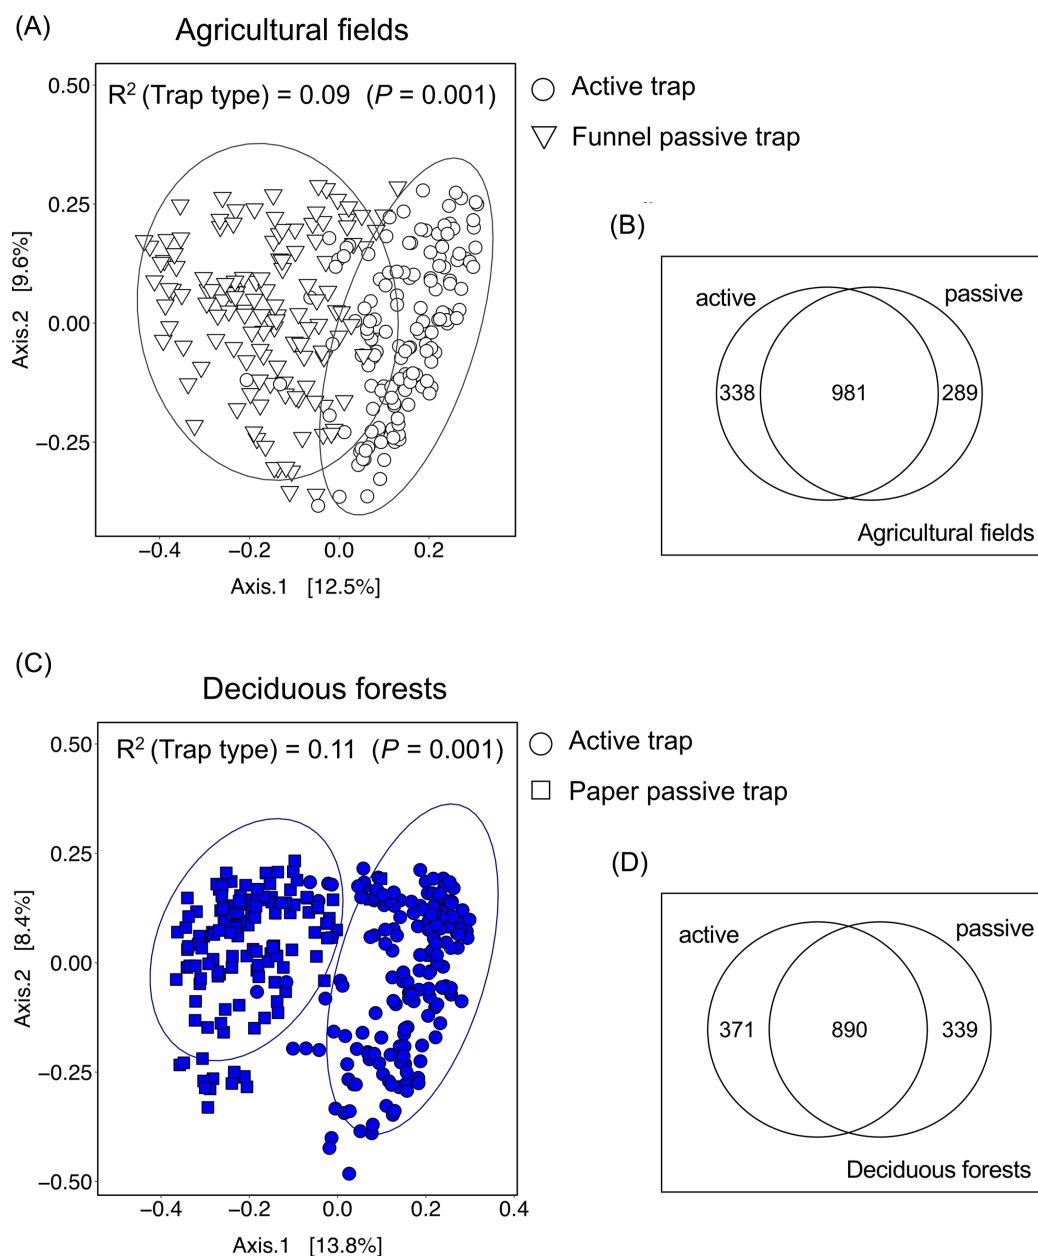 (A)
Agricultural fields
R² (Trap type) = 0.09 (P = 0.001)
0.50
0.25
0.00
−0.25
Axis.2 [9.6%]
−0.4 −0.2 0.0 0.2
Axis.1 [12.5%]
Active trap
Funnel passive trap
(B)
active passive
338 981 289
Agricultural fields
(C)
Deciduous forests
R² (Trap type) = 0.11 (P = 0.001)
0.50
0.25
0.00
−0.25
−0.50
Axis.2 [8.4%]
−0.4 −0.2 0.0 0.2 0.4
Axis.1 [13.8%]
Active trap
Paper passive trap
(D)
active passive
371 890 339
Deciduous forests